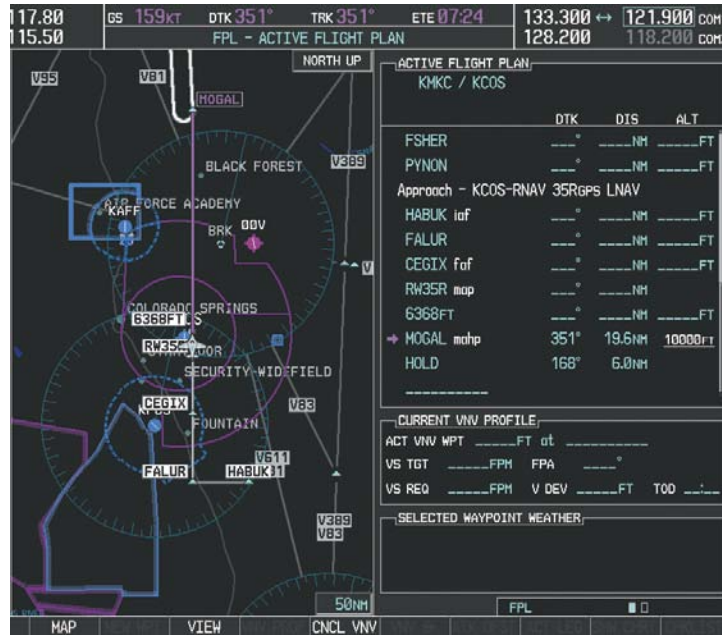 117.80 GS 159KT DTK 351° TRK 351° ETE 07:24 133.300 ↔ 121.900 COM
115.50 FPL - ACTIVE FLIGHT PLAN 128.200 118.200 COM
NORTH UP
V95
V81
MOGAL
BLACK FOREST
V389
AIR FORCE ACADEMY
KAFF
BRK
00V
COLORADO SPRINGS
6368FT
RW35
SECURITY-WIDEFIELD
CEGIX
V83
FOUNTAIN
V611
FALUR
HABUK
V389
V83
50NM
ACTIVE FLIGHT PLAN
KMKC / KCOS
DTK DIS ALT
FSHER ___° ____NM _____FT
PYNON ___° ____NM _____FT
Approach - KCOS-RNAV 35RGPS LNAV
HABUK iaf ___° ____NM _____FT
FALUR ___° ____NM _____FT
CEGIX faf ___° ____NM _____FT
RW35R map ___° ____NM
6368FT ___° ____NM _____FT
MOGAL mahp 351° 19.6NM 10000FT
HOLD 168° 6.0NM
__________
CURRENT VNV PROFILE
ACT VNV WPT _____FT at __________
VS TGT _____FPM FPA ____°
VS REQ _____FPM V DEV _____FT TOD __:__
SELECTED WAYPOINT WEATHER
FPL
MAP VIEW CNCL VNV